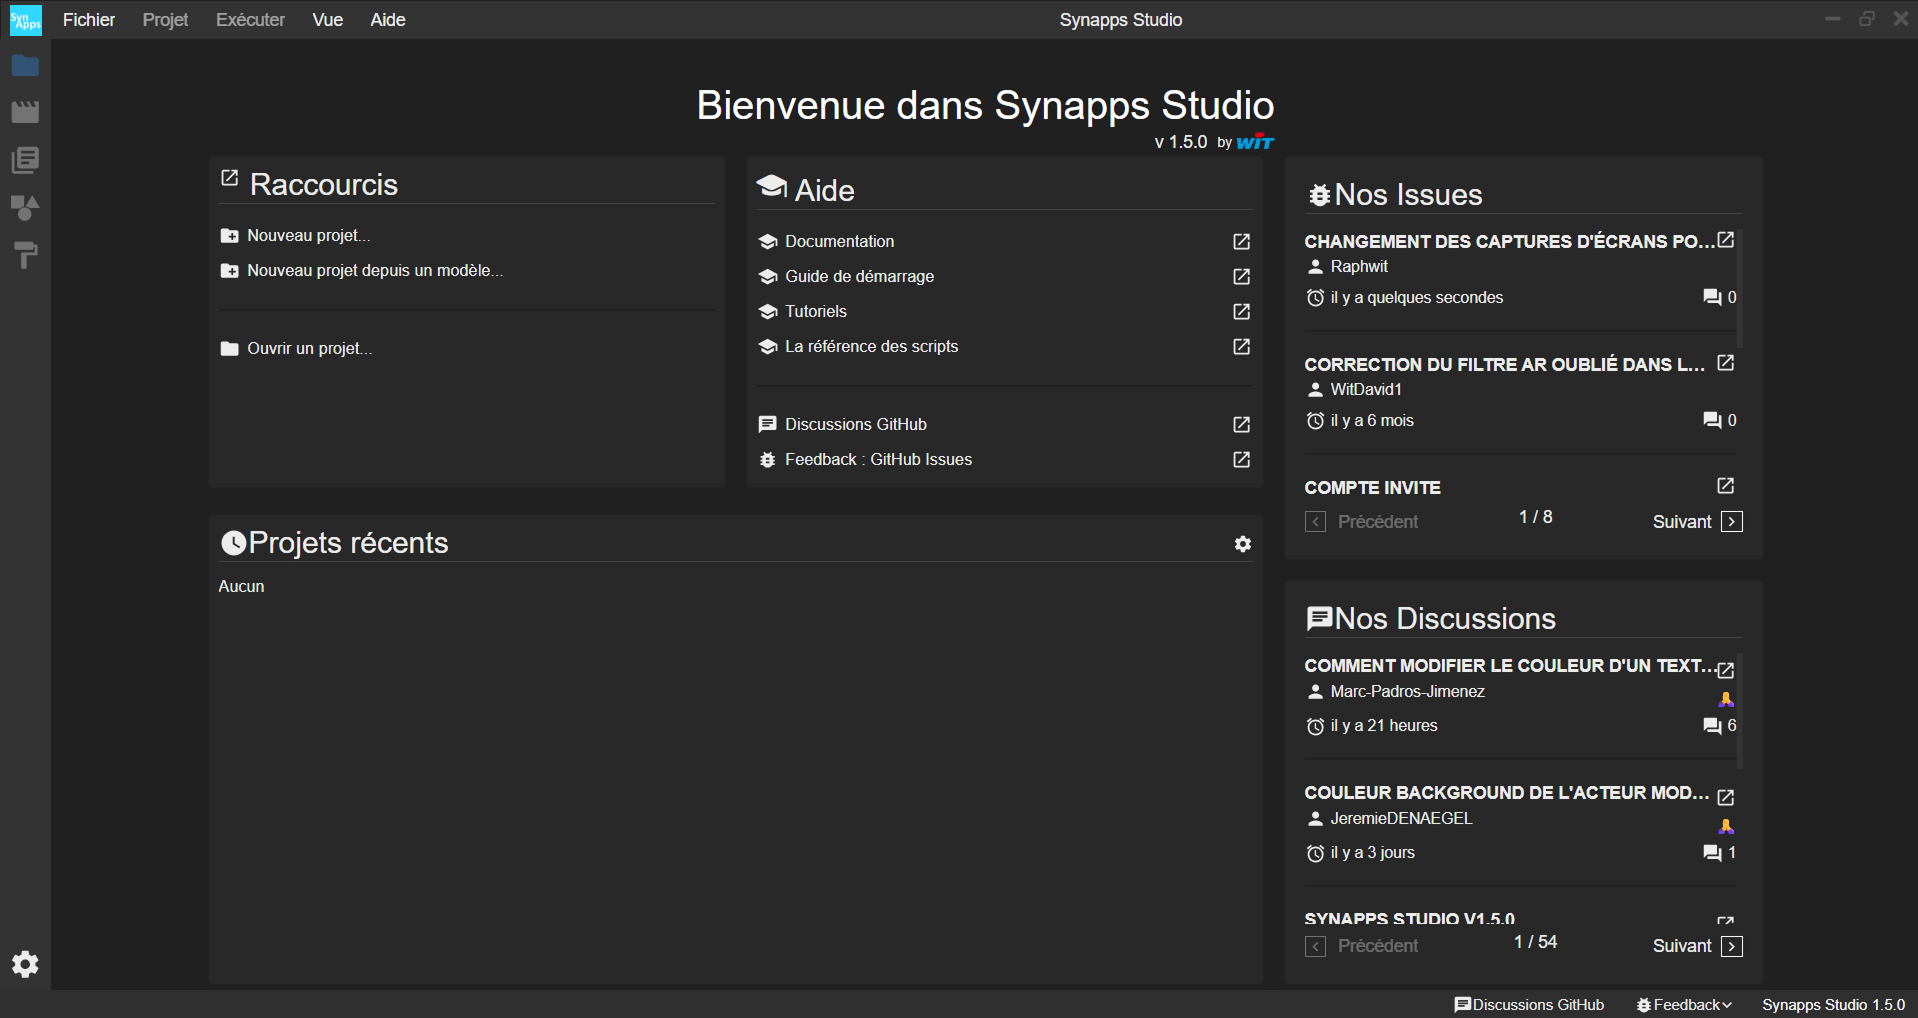 Syn Apps Fichier Projet Exécuter Vue Aide Synapps Studio
Bienvenue dans Synapps Studio
v 1.5.0 by WiT
Raccourcis
Nouveau projet...
Nouveau projet depuis un modèle...
Ouvrir un projet...
Aide
Documentation
Guide de démarrage
Tutoriels
La référence des scripts
Discussions GitHub
Feedback : GitHub Issues
Projets récents
Aucun
Nos Issues
CHANGEMENT DES CAPTURES D'ÉCRANS PO...
Raphwit
il y a quelques secondes 0
CORRECTION DU FILTRE AR OUBLIÉ DANS L...
WitDavid1
il y a 6 mois 0
COMPTE INVITE
Précédent 1 / 8 Suivant
Nos Discussions
COMMENT MODIFIER LE COULEUR D'UN TEXT...
Marc-Padros-Jimenez
il y a 21 heures 6
COULEUR BACKGROUND DE L'ACTEUR MOD...
JeremieDENAEGEL
il y a 3 jours 1
SYNAPPS STUDIO V1.5.0
Précédent 1 / 54 Suivant
Discussions GitHub Feedback Synapps Studio 1.5.0